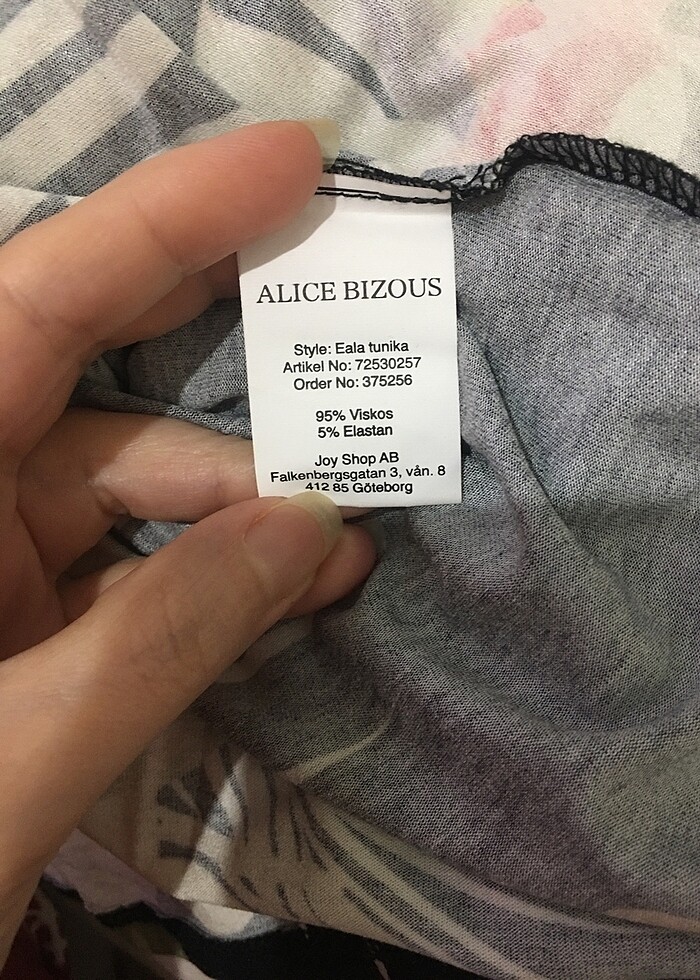 ALICE BIZOUS
Style: Eala tunika
Artikel No: 72530257
Order No: 375256
95% Viskos
5% Elastan
Joy Shop AB
Falkenbergsgatan 3, vån. 8
412 85 Göteborg